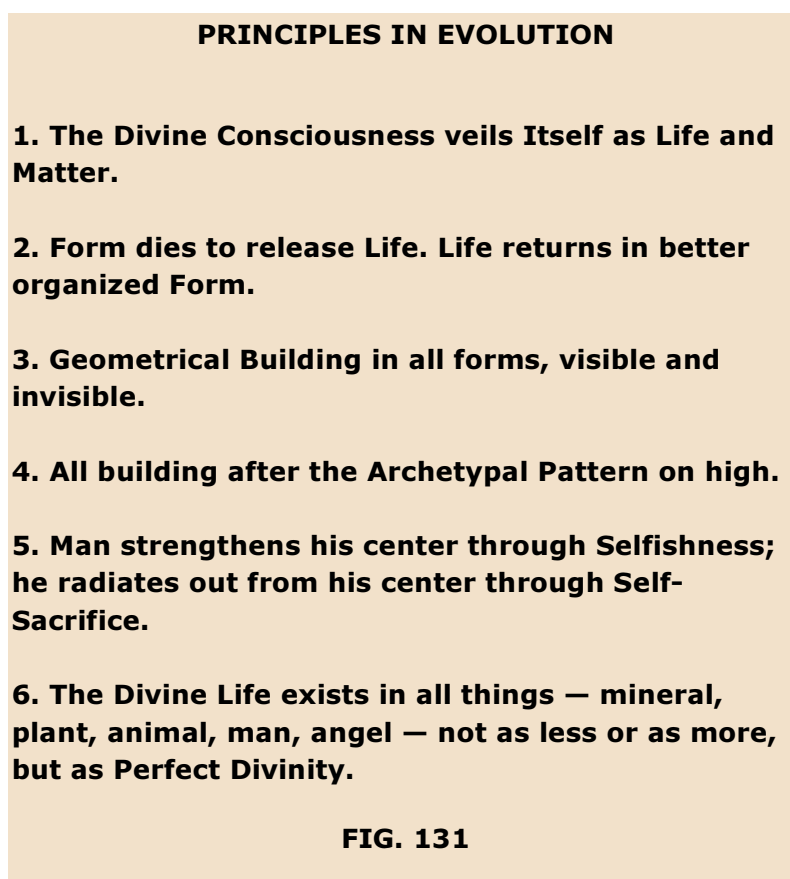 PRINCIPLES IN EVOLUTION
1. The Divine Consciousness veils Itself as Life and
Matter.
2. Form dies to release Life. Life returns in better
organized Form.
3. Geometrical Building in all forms, visible and
invisible.
4. All building after the Archetypal Pattern on high.
5. Man strengthens his center through Selfishness;
he radiates out from his center through Self-
Sacrifice.
6. The Divine Life exists in all things — mineral,
plant, animal, man, angel — not as less or as more,
but as Perfect Divinity.
FIG. 131